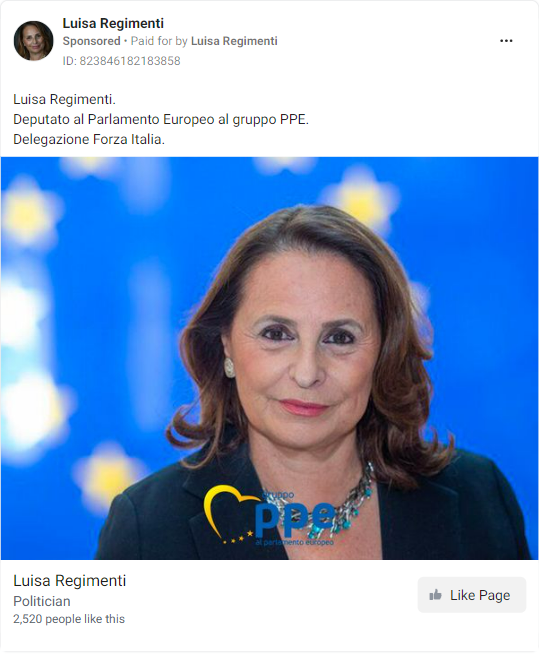 Luisa Regimenti
Sponsored • Paid for by Luisa Regimenti
ID: 823846182183858
Luisa Regimenti.
Deputato al Parlamento Europeo al gruppo PPE.
Delegazione Forza Italia.
gruppo
ppe
al parlamento europeo
Luisa Regimenti
Politician
2,520 people like this
Like Page